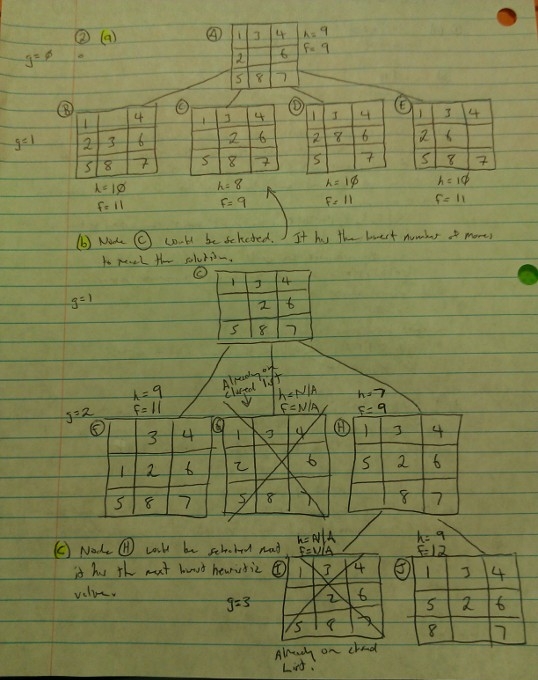 ② (a)
Ⓐ 1 3 4 h=9
g=0 2 6 f=9
5 8 7
Ⓑ Ⓒ Ⓓ Ⓔ
1 4 1 3 4 1 3 4 1 3 4
g=1 2 3 6 2 6 2 8 6 2 6
5 8 7 5 8 7 5 7 5 8 7
h=10 h=8 h=10 h=10
f=11 f=9 f=11 f=11
(b) Node Ⓒ would be selected. It has the lowest number of moves
to reach the solution.
Ⓒ
g=1 1 3 4
2 6
5 8 7
Already on
closed list
h=9 h=N/A h=7
g=2 f=11 F=N/A f=9
Ⓕ 3 4 Ⓖ 1 3 4 Ⓗ 1 3 4
1 2 6 2 6 5 2 6
5 8 7 5 8 7 8 7
(c) Node Ⓗ would be selected next
it has the next lowest heuristic
value.
h=N/A h=9
F=N/A f=12
g=3 Ⓘ 1 3 4 Ⓙ 1 3 4
2 6 5 2 6
5 8 7 8 7
Already on closed
List.